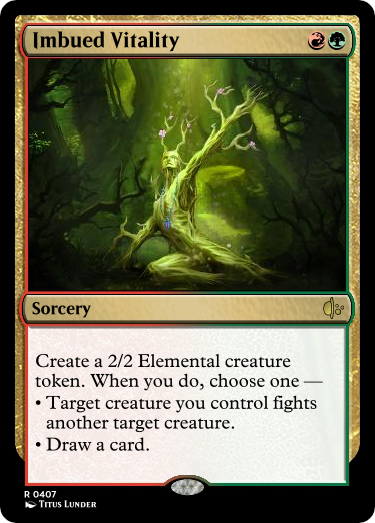 Imbued Vitality
Sorcery
Create a 2/2 Elemental creature
token. When you do, choose one —
• Target creature you control fights
another target creature.
• Draw a card.
R 0407
Titus Lunder